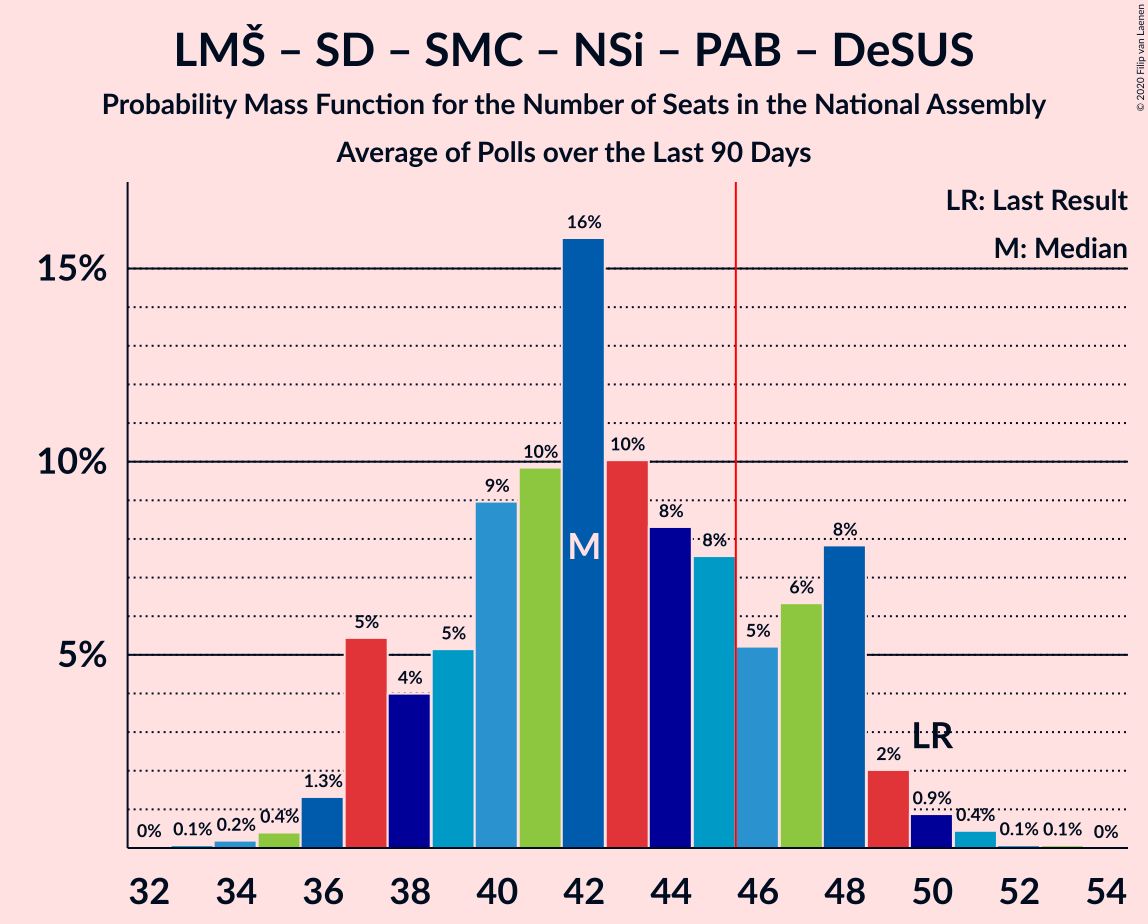 LMŠ – SD – SMC – NSi – PAB – DeSUS
Probability Mass Function for the Number of Seats in the National Assembly
Average of Polls over the Last 90 Days
© 2020 Filip van Laenen
LR: Last Result
M: Median
15%
10%
5%
0%
0.1%
0.2%
0.4%
1.3%
5%
4%
5%
9%
10%
16%
10%
8%
8%
5%
6%
8%
2%
0.9%
0.4%
0.1%
0.1%
0%
M
LR
32 34 36 38 40 42 44 46 48 50 52 54